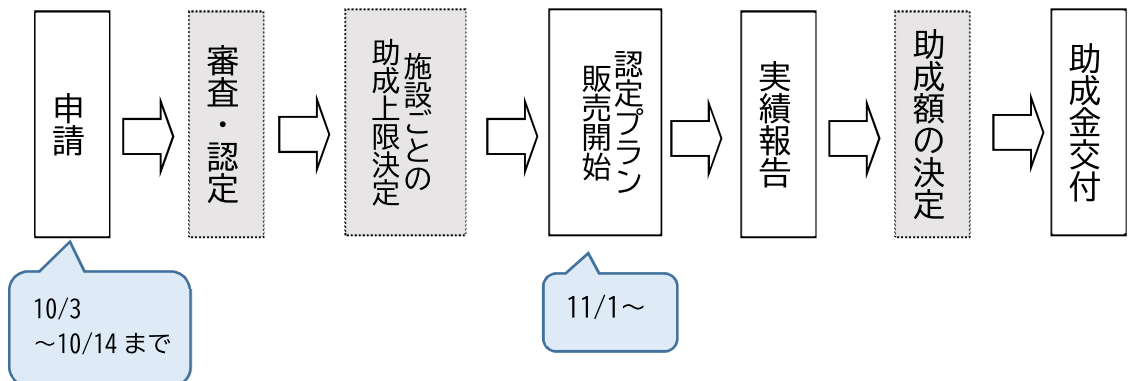 申請
審査・認定
施設ごとの
助成上限決定
認定プラン
販売開始
実績報告
助成額の決定
助成金交付
10/3
～10/14 まで
11/1～